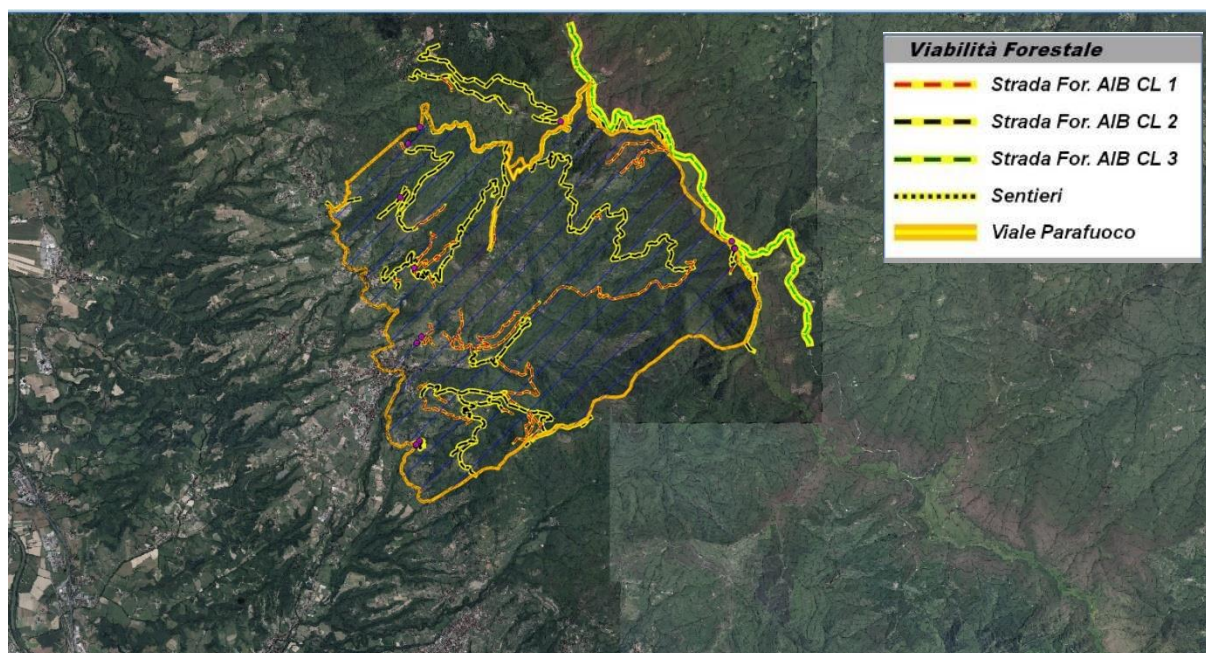 Viabilità Forestale
Strada For. AIB CL 1
Strada For. AIB CL 2
Strada For. AIB CL 3
Sentieri
Viale Parafuoco